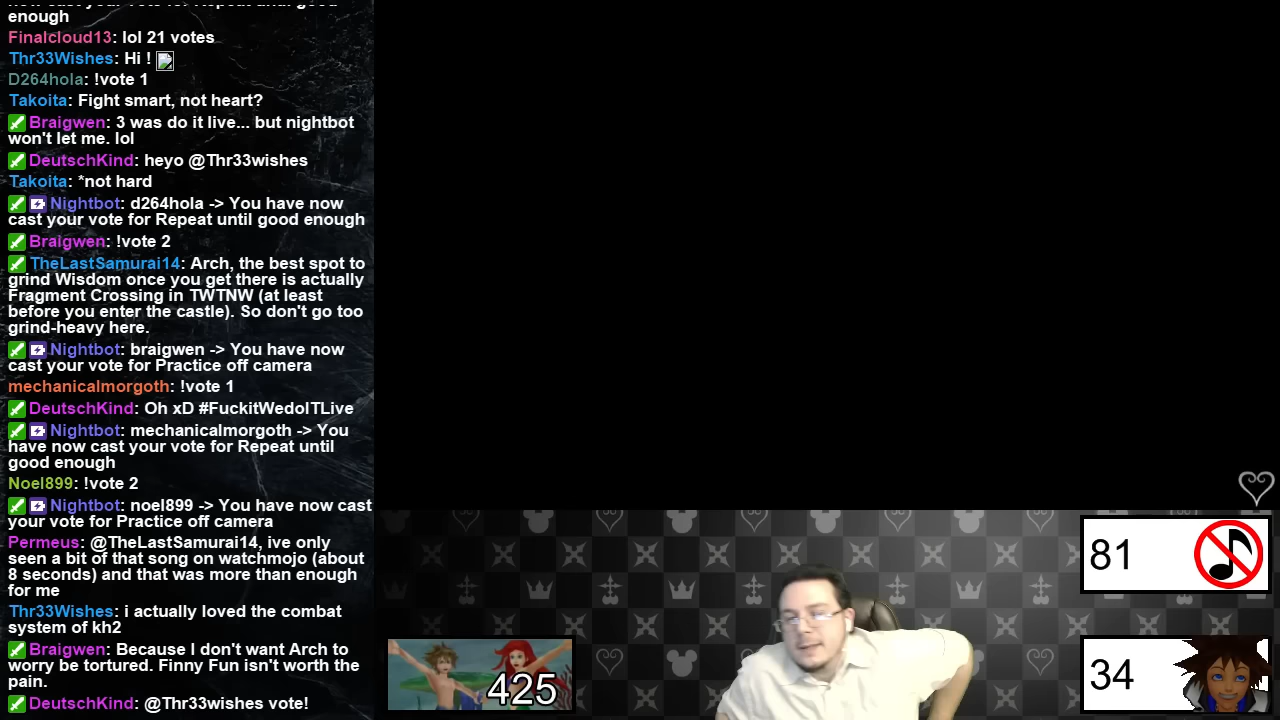 enough
Finalcloud13: lol 21 votes
Thr33Wishes: Hi !
D264hola: !vote 1
Takoita: Fight smart, not heart?
Braigwen: 3 was do it live... but nightbot
won't let me. lol
DeutschKind: heyo @Thr33wishes
Takoita: *not hard
Nightbot: d264hola -> You have now
cast your vote for Repeat until good enough
Braigwen: !vote 2
TheLastSamurai14: Arch, the best spot to
grind Wisdom once you get there is actually
Fragment Crossing in TWTNW (at least
before you enter the castle). So don't go too
grind-heavy here.
Nightbot: braigwen -> You have now
cast your vote for Practice off camera
mechanicalmorgoth: !vote 1
DeutschKind: Oh xD #FuckitWedoITLive
Nightbot: mechanicalmorgoth -> You
have now cast your vote for Repeat until
good enough
Noel899: !vote 2
Nightbot: noel899 -> You have now cast
your vote for Practice off camera
Permeus: @TheLastSamurai14, ive only
seen a bit of that song on watchmojo (about
8 seconds) and that was more than enough
for me
Thr33Wishes: i actually loved the combat
system of kh2
Braigwen: Because I don't want Arch to
worry be tortured. Finny Fun isn't worth the
pain.
DeutschKind: @Thr33wishes vote!
81
425
34